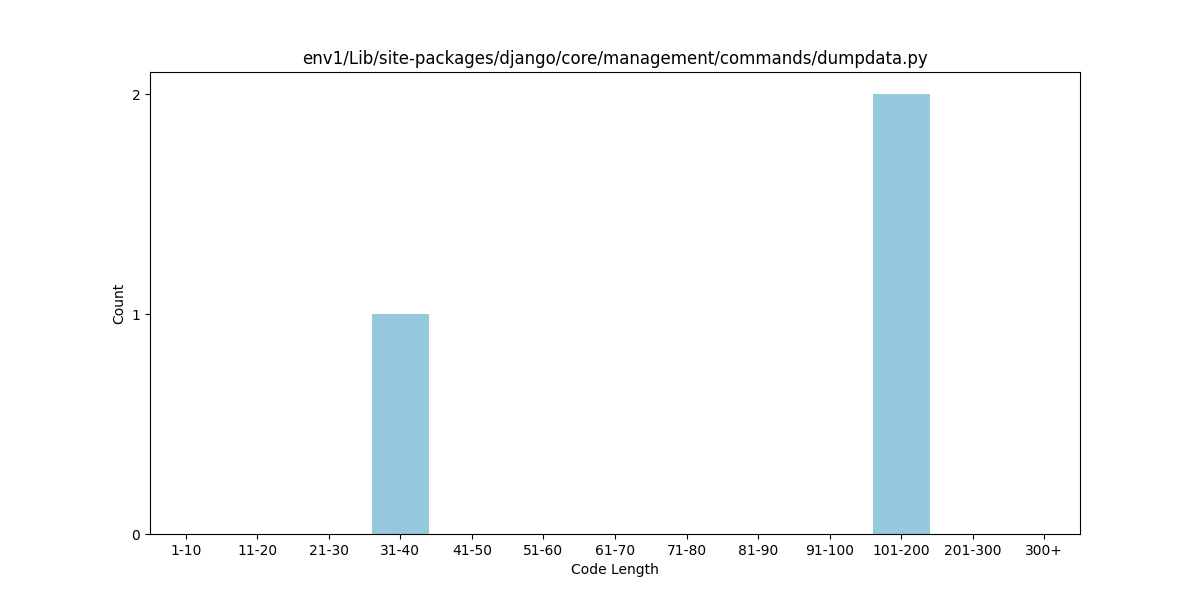 env1/Lib/site-packages/django/core/management/commands/dumpdata.py
2
1
0
Count
1-10 11-20 21-30 31-40 41-50 51-60 61-70 71-80 81-90 91-100 101-200 201-300 300+
Code Length